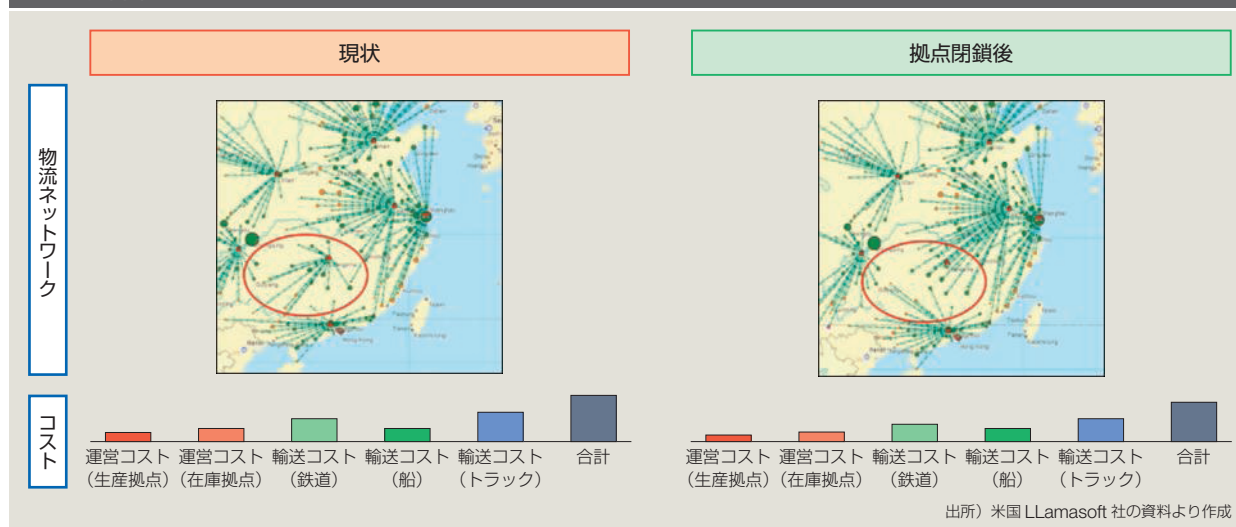 現状
拠点閉鎖後
物流ネットワーク
Shanghai
Shanghai
コスト
運営コスト
(生産拠点)
運営コスト
(在庫拠点)
輸送コスト
(鉄道)
輸送コスト
(船)
輸送コスト
(トラック)
合計
運営コスト
(生産拠点)
運営コスト
(在庫拠点)
輸送コスト
(鉄道)
輸送コスト
(船)
輸送コスト
(トラック)
合計
出所）米国 LLamasoft 社の資料より作成